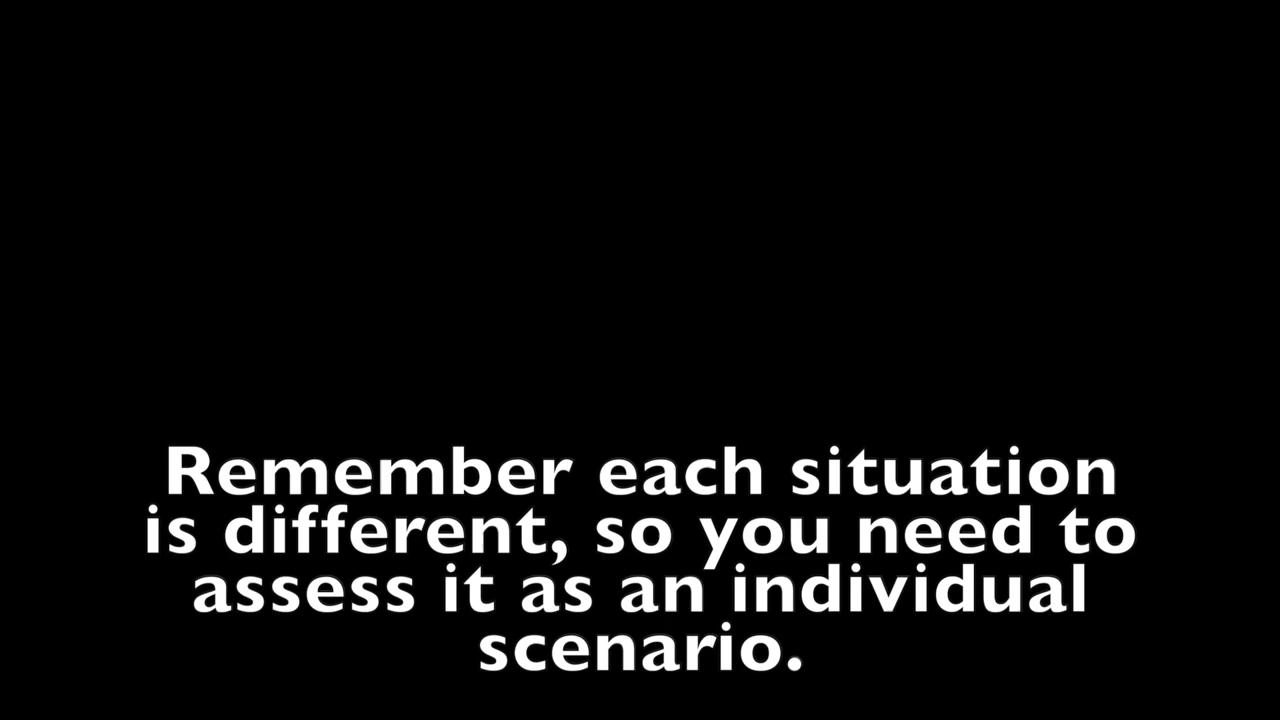 Remember each situation
is different, so you need to
assess it as an individual
scenario.